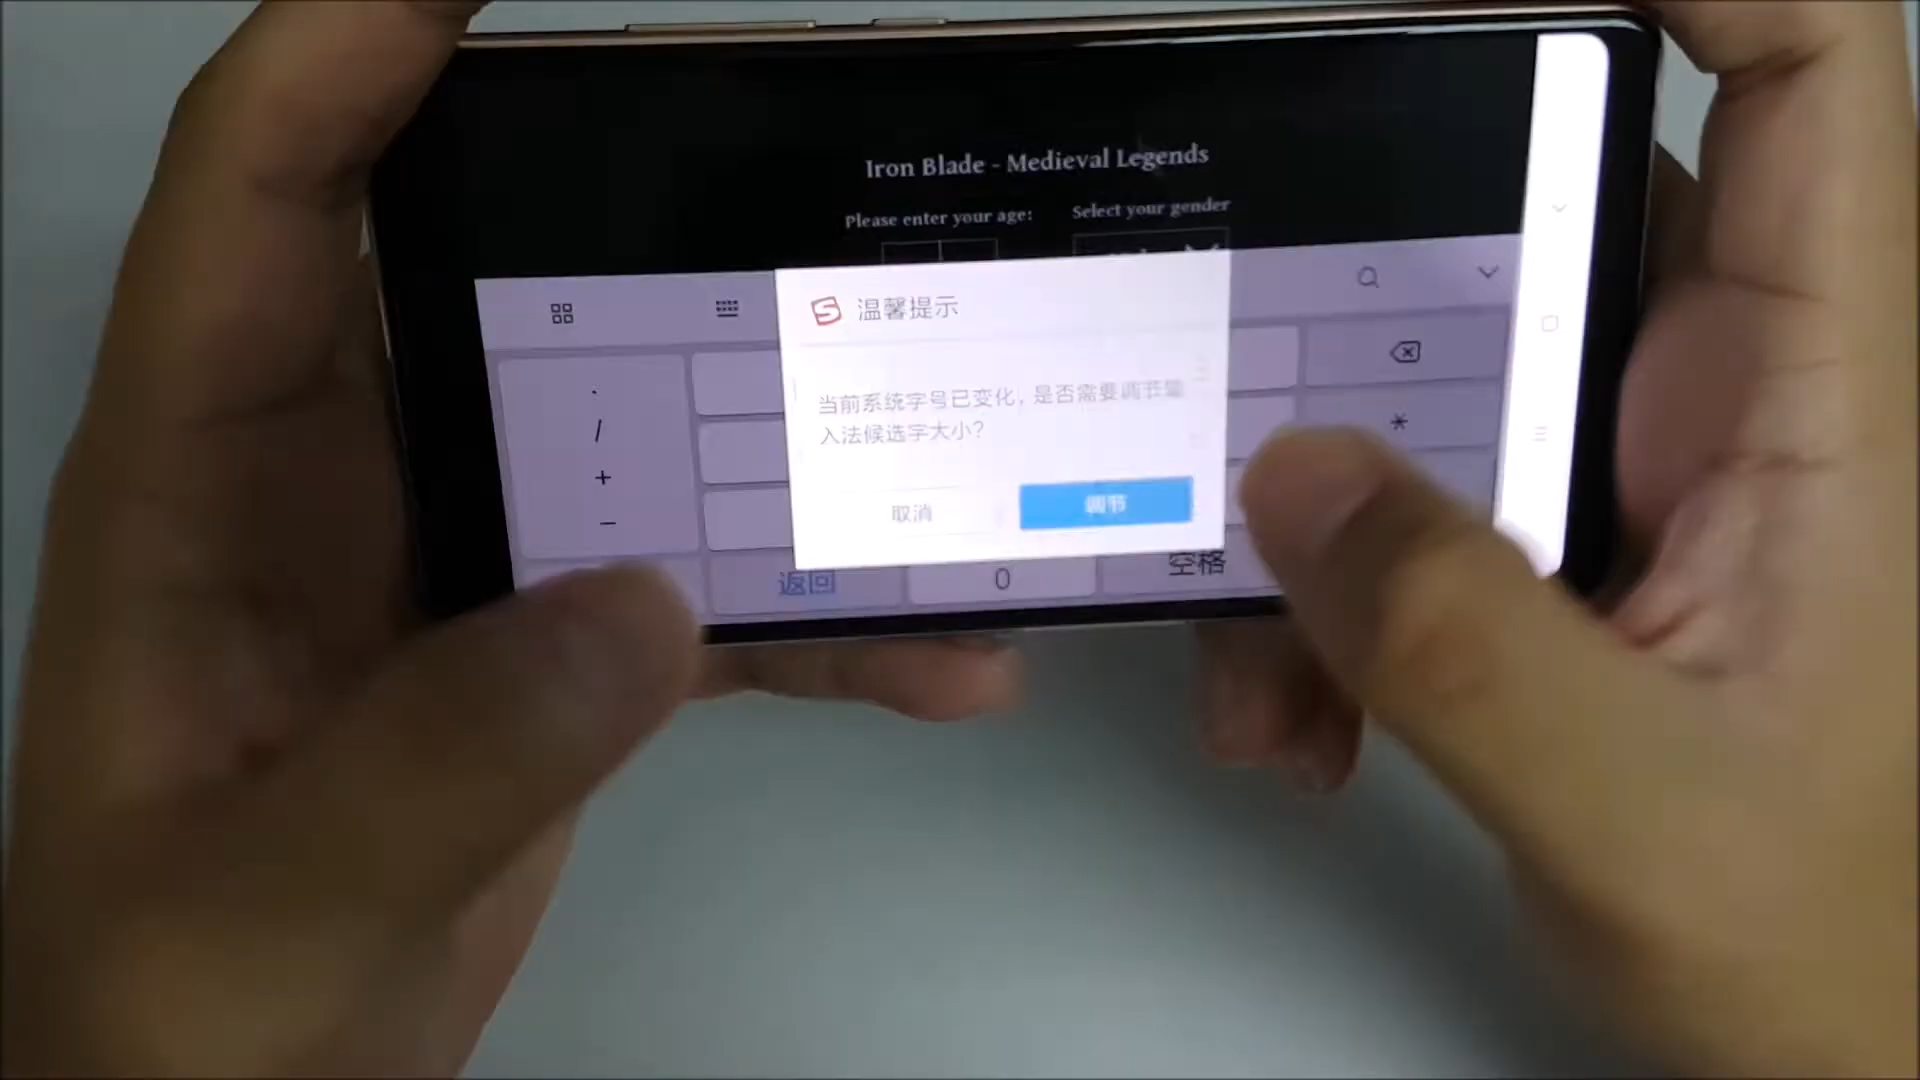 Iron Blade - Medieval Legends
Please enter your age:
Select your gender
温馨提示
当前系统字号已变化，是否需要调节输
入法候选字大小？
取消
调节
.
/
+
-
*
返回
0
空格